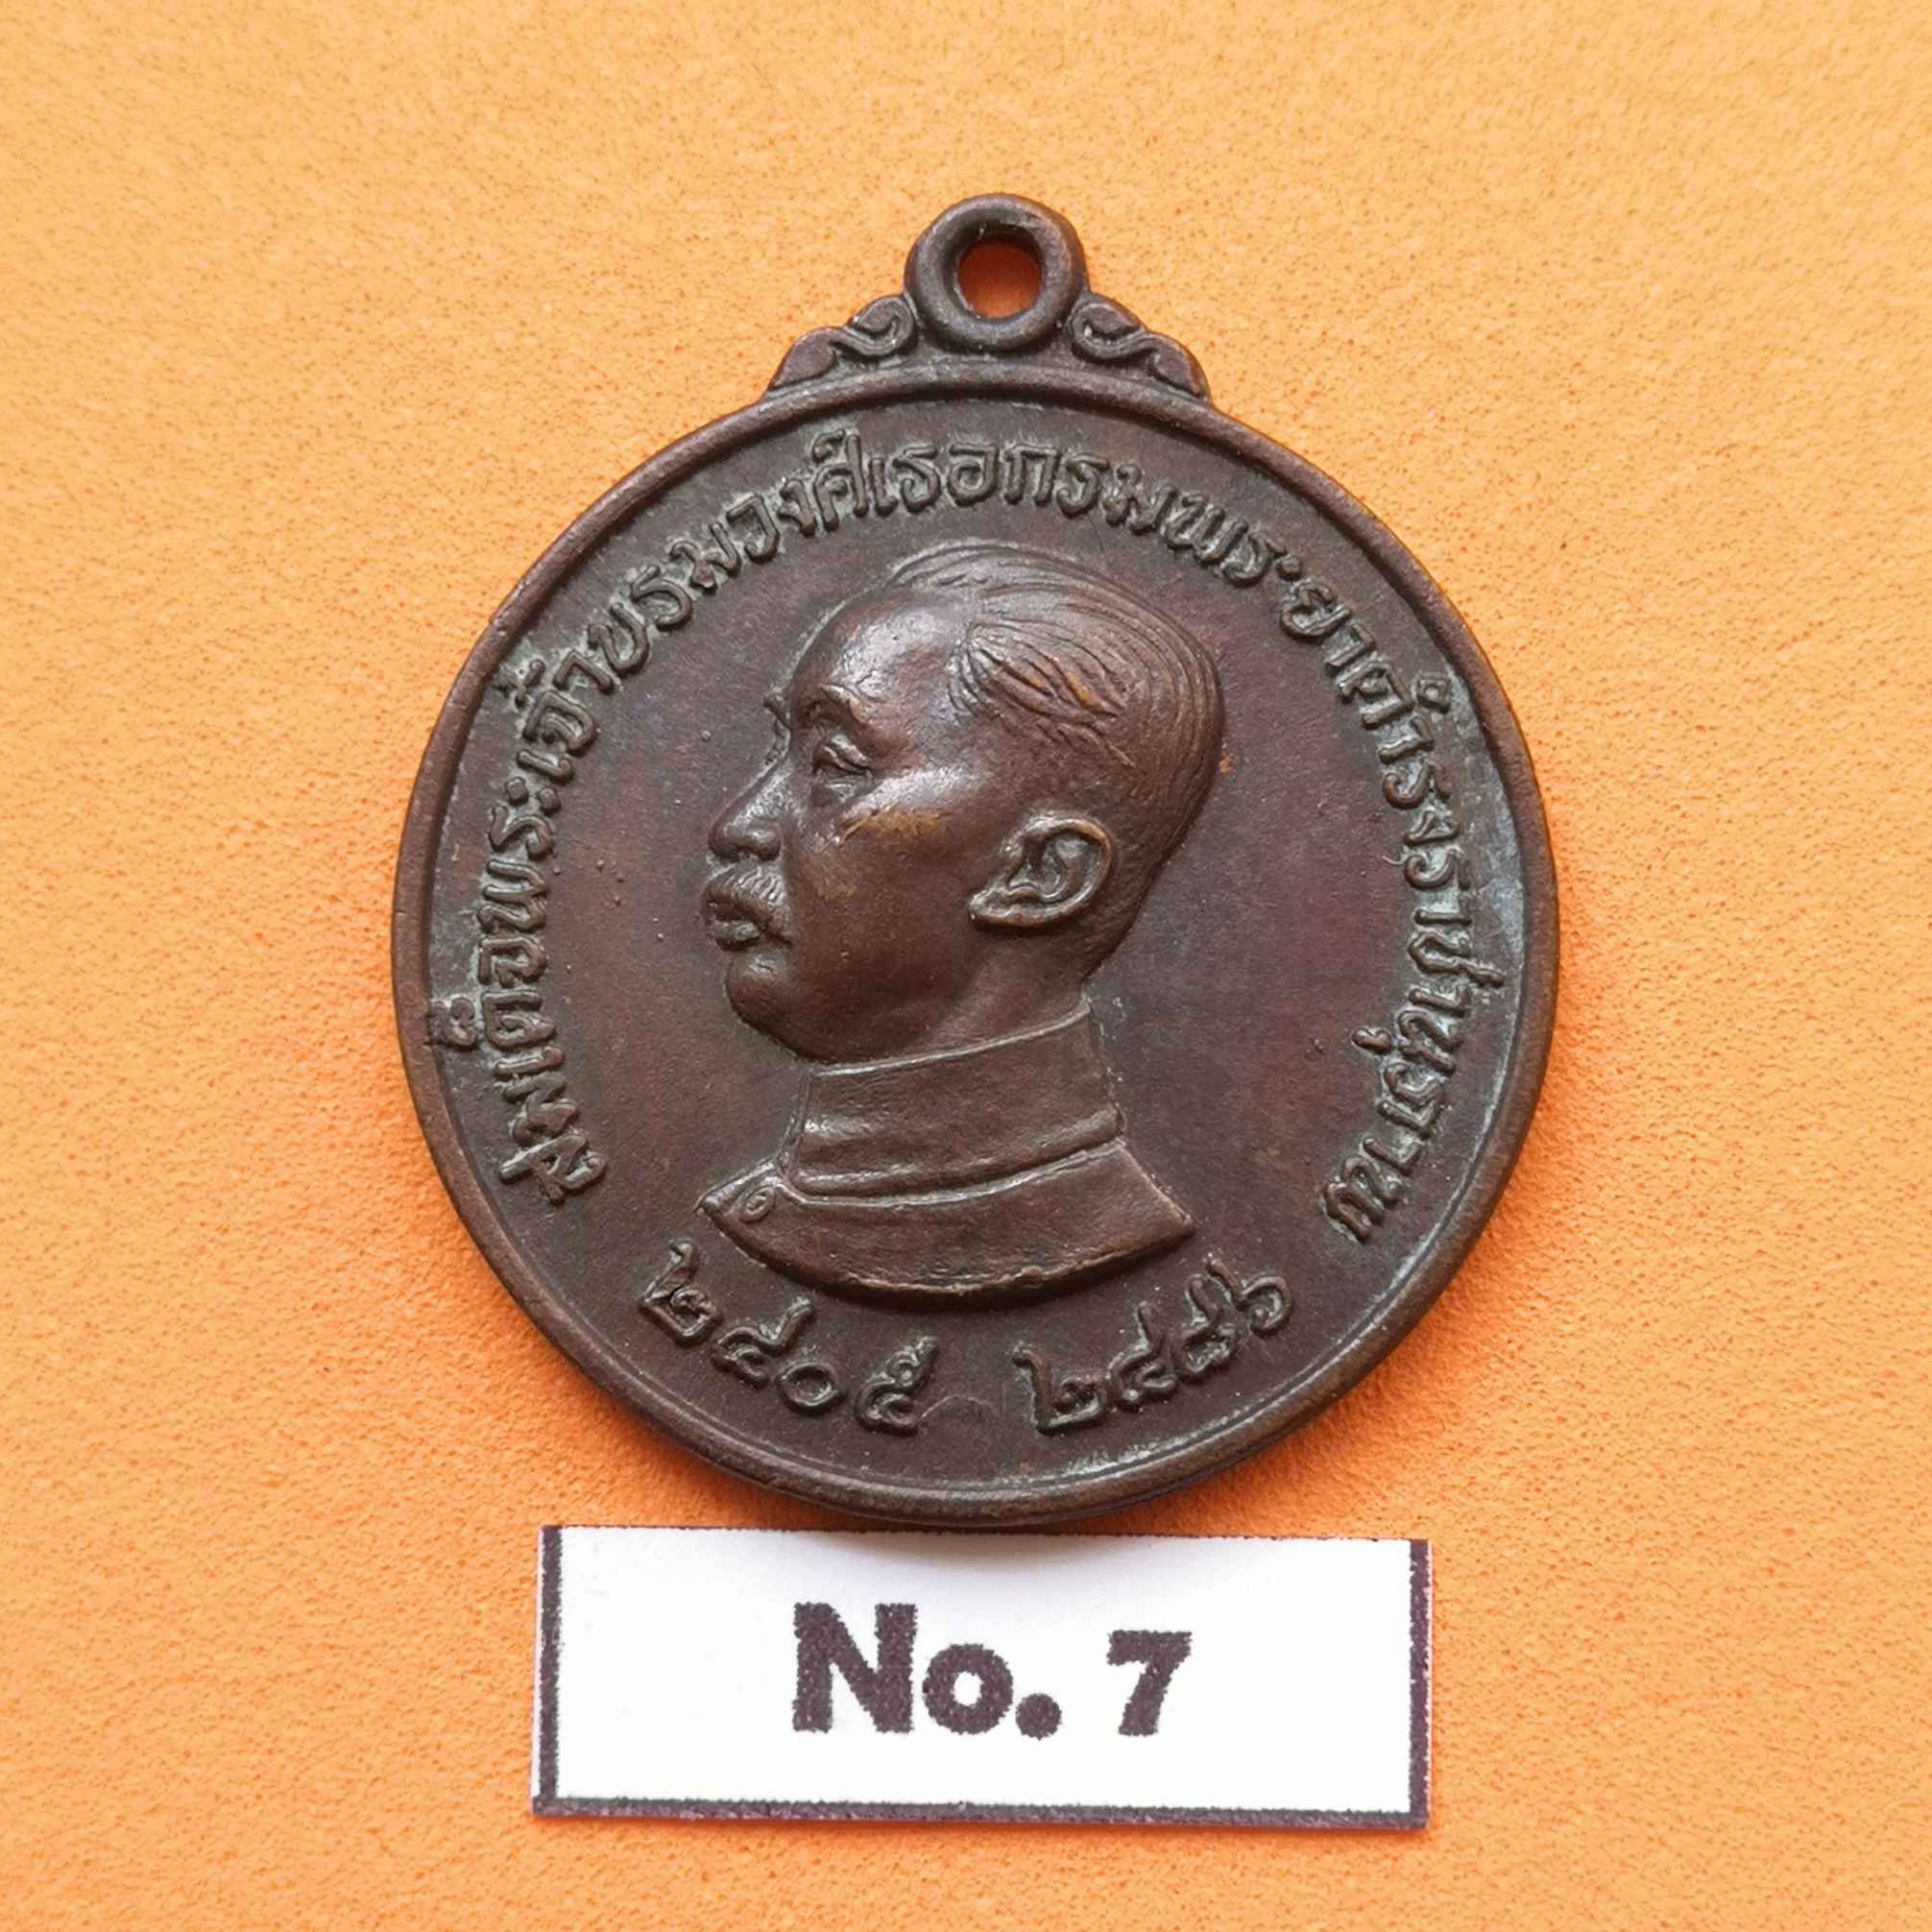 สมเด็จพระเจ้าบรมวงศ์เธอกรมพระยาดำรงราชานุภาพ
๒๔๐๕ ๒๔๘๖
No. 7